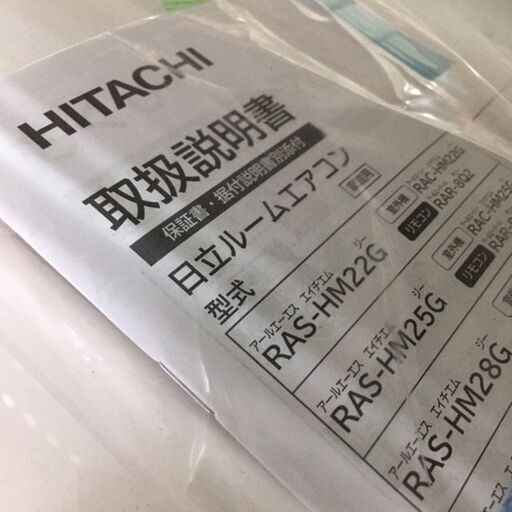 HITACHI
取扱説明書
保証書・据付説明書別添付
日立ルームエアコン
家庭用
型式
アールエーエス エイチエム ジー
RAS-HM22G
室外機 RAC-HM22G
リモコン RAR-8Q2
アールエーエス エイチエム ジー
RAS-HM25G
室外機 RAC-HM25G
リモコン
アールエーエス エイチエム ジー
RAS-HM28G